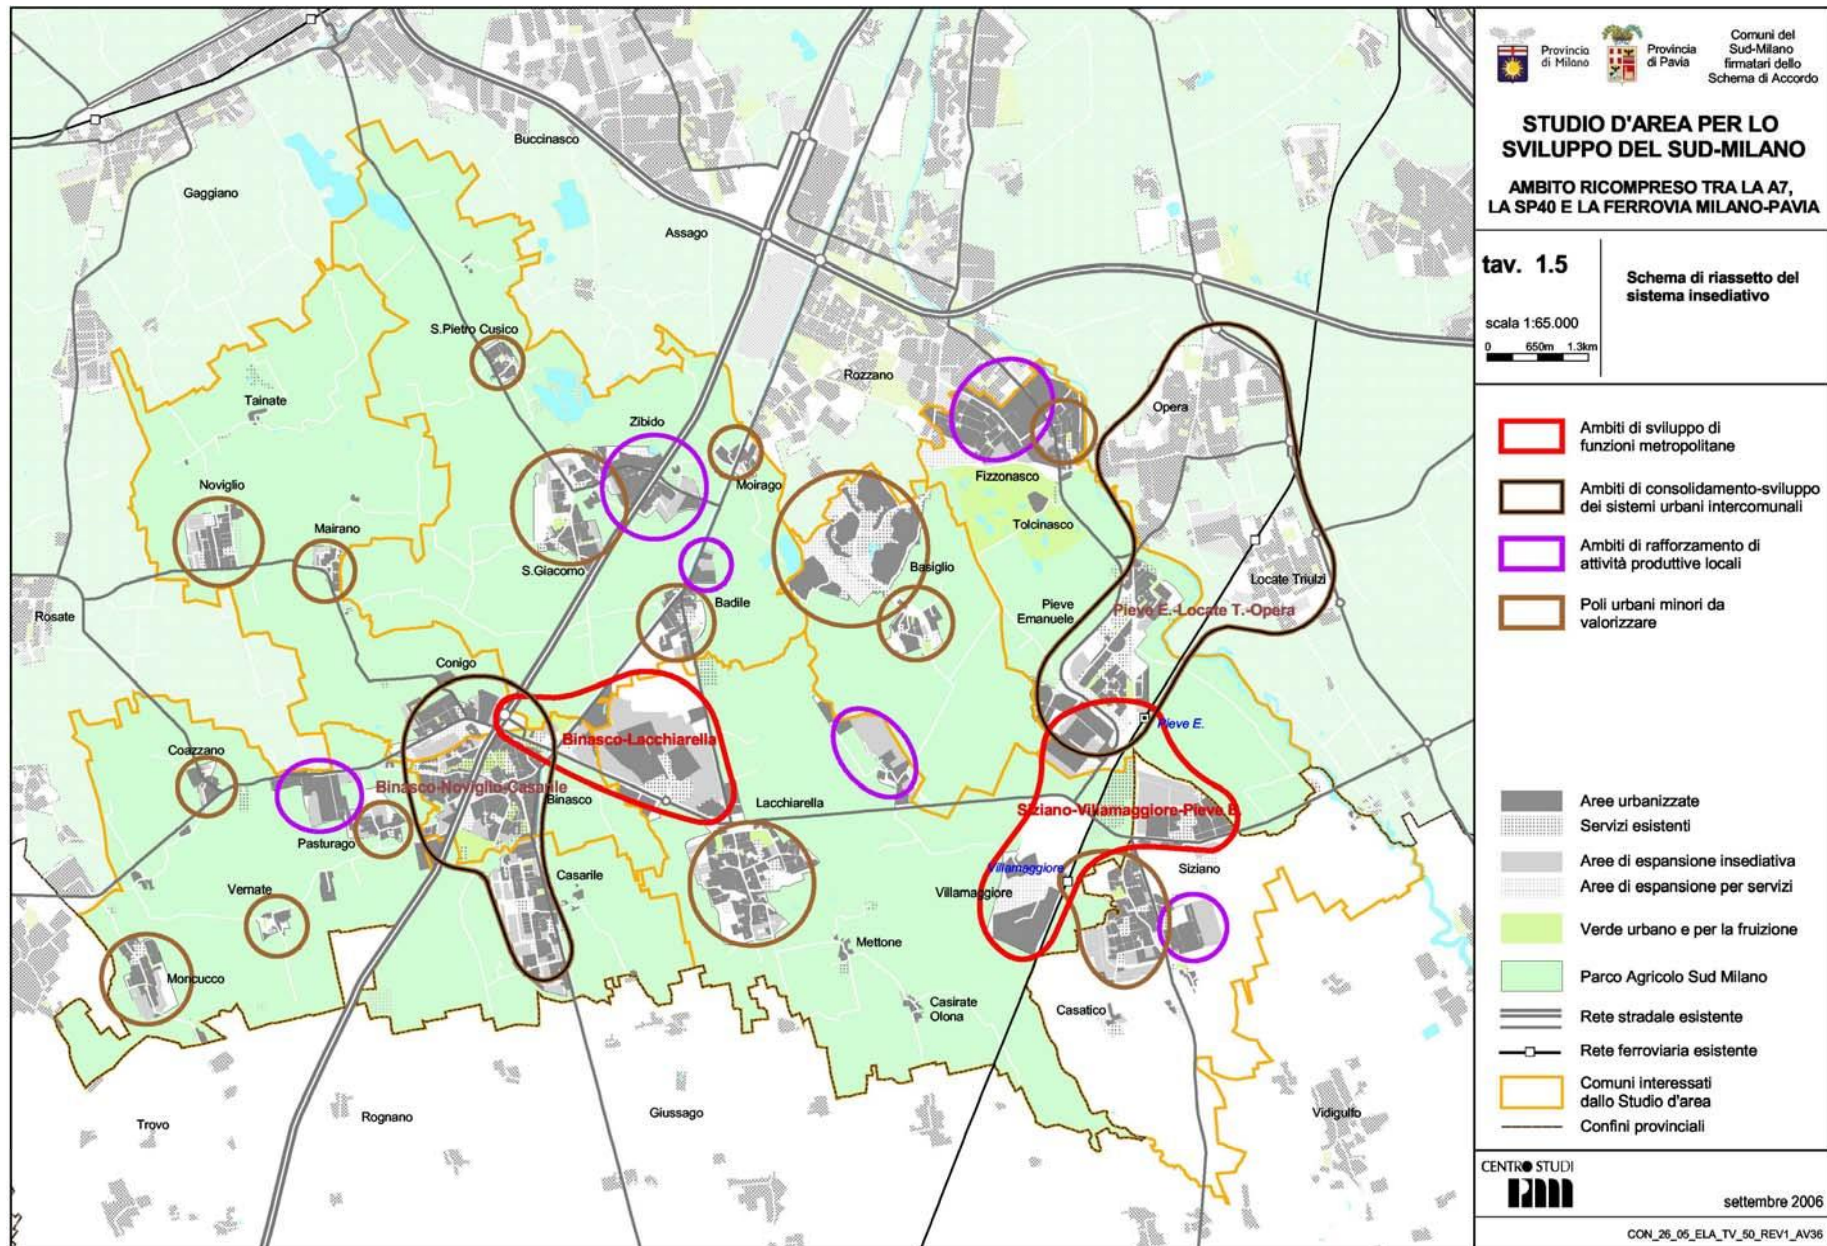 Provincia
di Milano
Provincia
di Pavia
Comuni del
Sud-Milano
firmatari dello
Schema di Accordo
STUDIO D'AREA PER LO
SVILUPPO DEL SUD-MILANO
AMBITO RICOMPRESO TRA LA A7,
LA SP40 E LA FERROVIA MILANO-PAVIA
tav. 1.5
Schema di riassetto del
sistema insediativo
scala 1:65.000
0 650m 1.3km
Ambiti di sviluppo di
funzioni metropolitane
Ambiti di consolidamento-sviluppo
dei sistemi urbani intercomunali
Ambiti di rafforzamento di
attività produttive locali
Poli urbani minori da
valorizzare
Aree urbanizzate
Servizi esistenti
Aree di espansione insediativa
Aree di espansione per servizi
Verde urbano e per la fruizione
Parco Agricolo Sud Milano
Rete stradale esistente
Rete ferroviaria esistente
Comuni interessati
dallo Studio d'area
Confini provinciali
CENTRO STUDI
PIM
settembre 2006
CON_26_05_ELA_TV_50_REV1_AV36
Buccinasco
Gaggiano
Assago
S.Pietro Cusico
Rozzano
Tainate
Zibido
Opera
Noviglio
Moirago
Fizzonasco
Mairano
Tolcinasco
S.Giacomo
Basiglio
Locate Triulzi
Rosate
Badile
Pieve
Emanuele
Pieve E.-Locate T.-Opera
Conigo
Pieve E.
Binasco-Lacchiarella
Coazzano
Binasco-Noviglio-Casarile
Binasco
Lacchiarella
Siziano-Villamaggiore-Pieve E.
Pasturago
Villamaggiore
Siziano
Vernate
Casarile
Villamaggiore
Mettone
Moncucco
Casirate
Olona
Casatico
Trovo
Rognano
Giussago
Vidigulfo